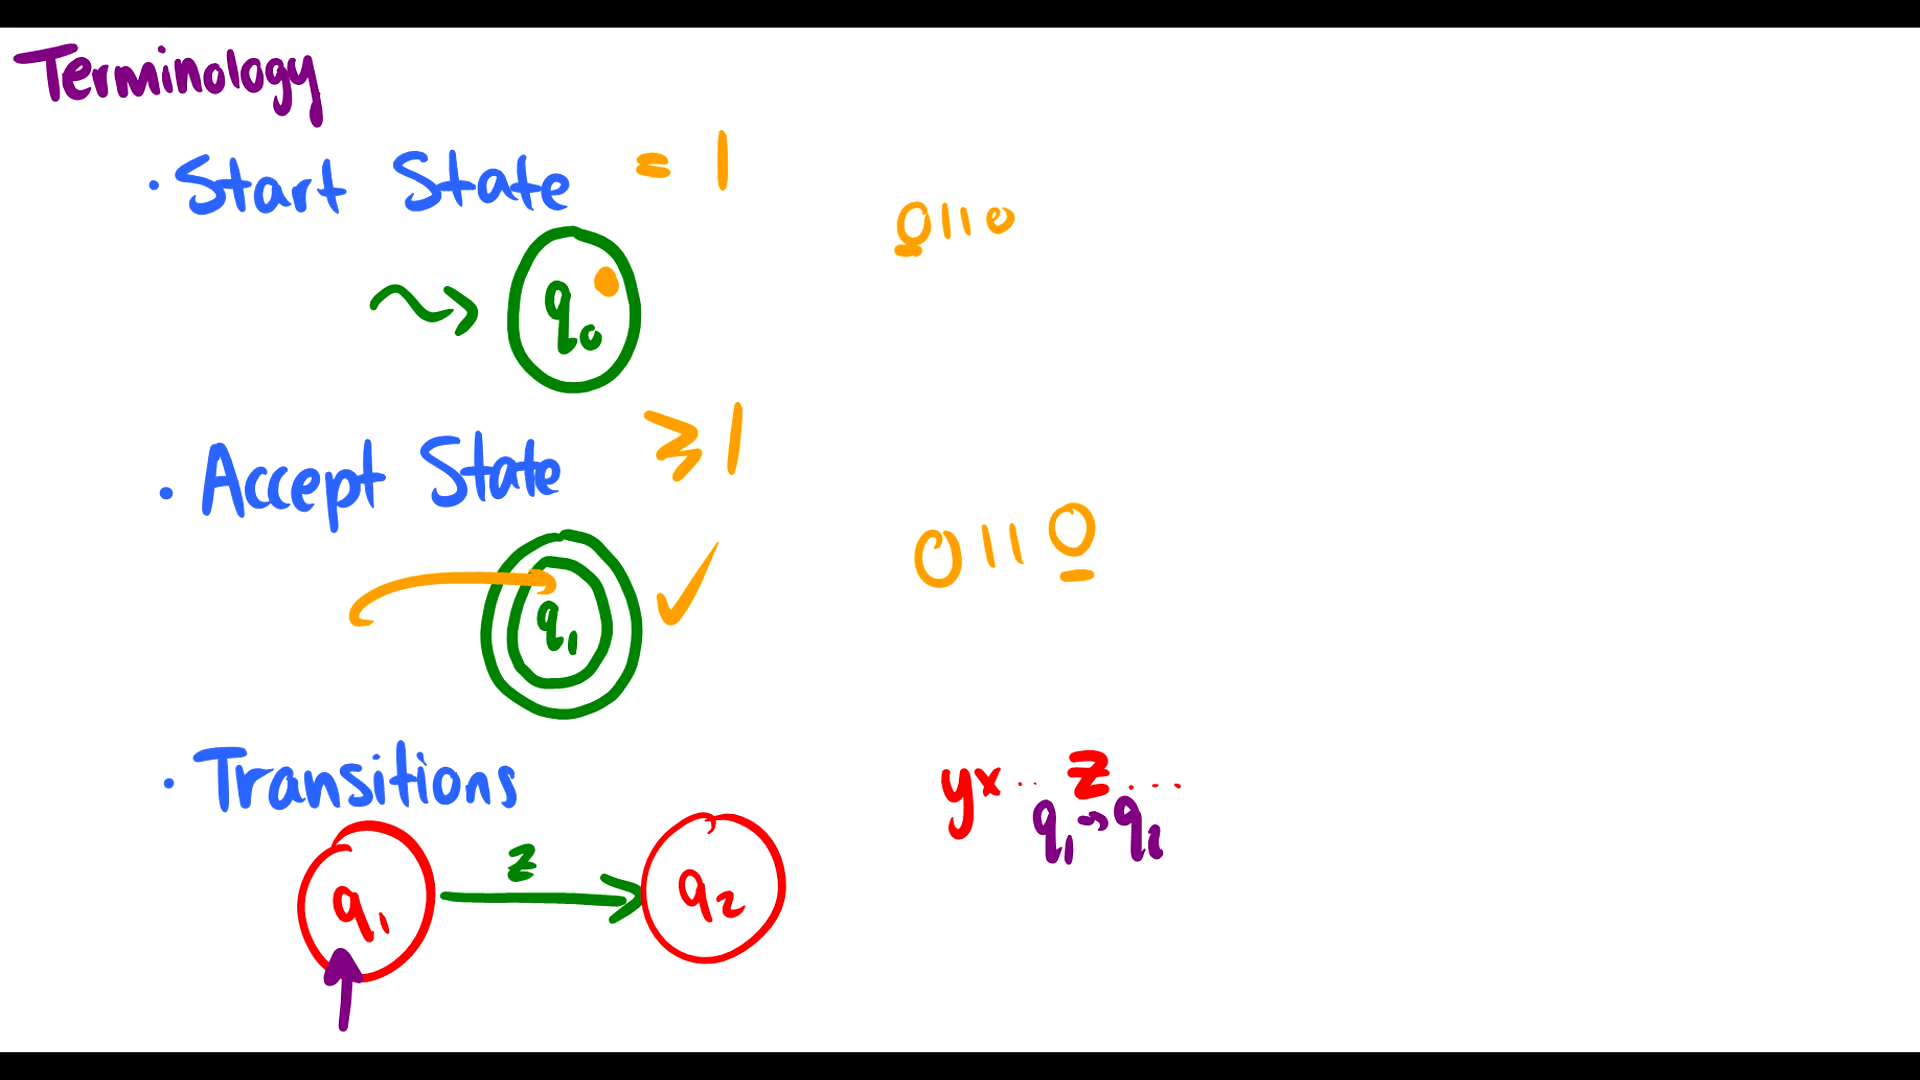 Terminology
· Start State = 1
0110
q₀
· Accept State ≥ 1
0110
q₁ ✓
· Transitions
yx .. z ....
q₁ → q₂
q₁ z q₂